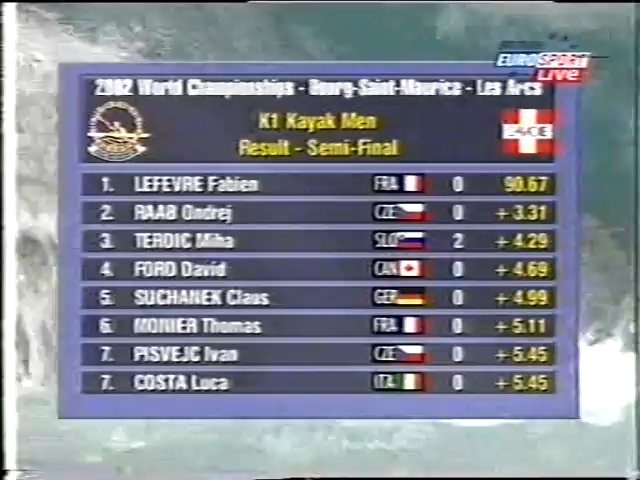 EUROSPORT
LIVE
2002 World Championships - Bourg-Saint-Maurice - Les Arcs
K1 Kayak Men
Result - Semi-Final
1. LEFEVRE Fabien FRA 0 90.67
2. RAAB Ondrej CZE 0 + 3.31
3. TERDIC Miha SLO 2 + 4.29
4. FORD David CAN 0 + 4.69
5. SUCHANEK Claus GER 0 + 4.99
6. MONIER Thomas FRA 0 + 5.11
7. PISVEJC Ivan CZE 0 + 5.45
7. COSTA Luca ITA 0 + 5.45